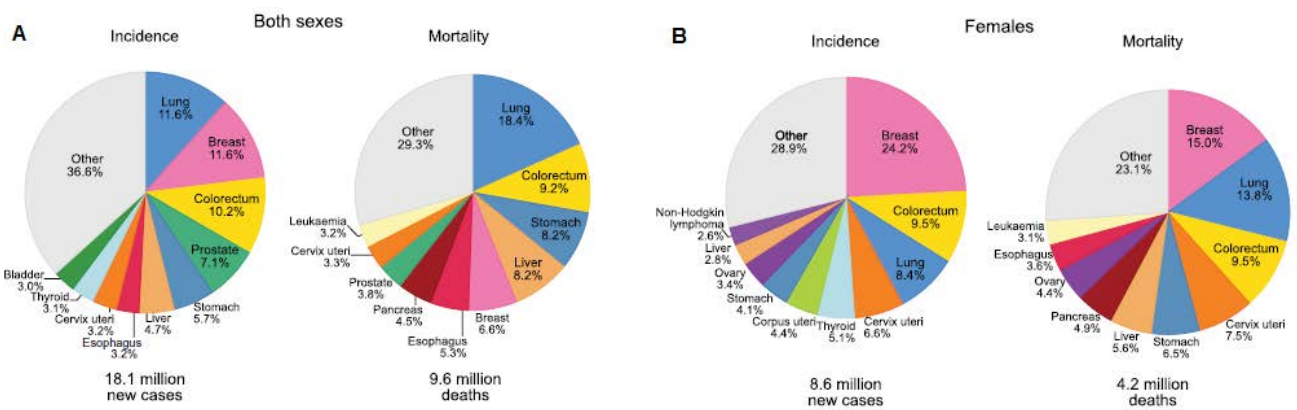 A
Both sexes
Incidence
Mortality
Lung
11.6%
Breast
11.6%
Colorectum
10.2%
Prostate
7.1%
Stomach
5.7%
Liver
4.7%
Esophagus
3.2%
Cervix uteri
3.2%
Thyroid
3.1%
Bladder
3.0%
Other
36.6%
18.1 million
new cases
Lung
18.4%
Colorectum
9.2%
Stomach
8.2%
Liver
8.2%
Breast
6.6%
Esophagus
5.3%
Pancreas
4.5%
Prostate
3.8%
Cervix uteri
3.3%
Leukaemia
3.2%
Other
29.3%
9.6 million
deaths
B
Females
Incidence
Mortality
Breast
24.2%
Colorectum
9.5%
Lung
8.4%
Cervix uteri
6.6%
Thyroid
5.1%
Corpus uteri
4.4%
Stomach
4.1%
Ovary
3.4%
Liver
2.8%
Non-Hodgkin
lymphoma
2.6%
Other
28.9%
8.6 million
new cases
Breast
15.0%
Lung
13.8%
Colorectum
9.5%
Cervix uteri
7.5%
Stomach
6.5%
Liver
5.6%
Pancreas
4.9%
Ovary
4.4%
Esophagus
3.6%
Leukaemia
3.1%
Other
23.1%
4.2 million
deaths